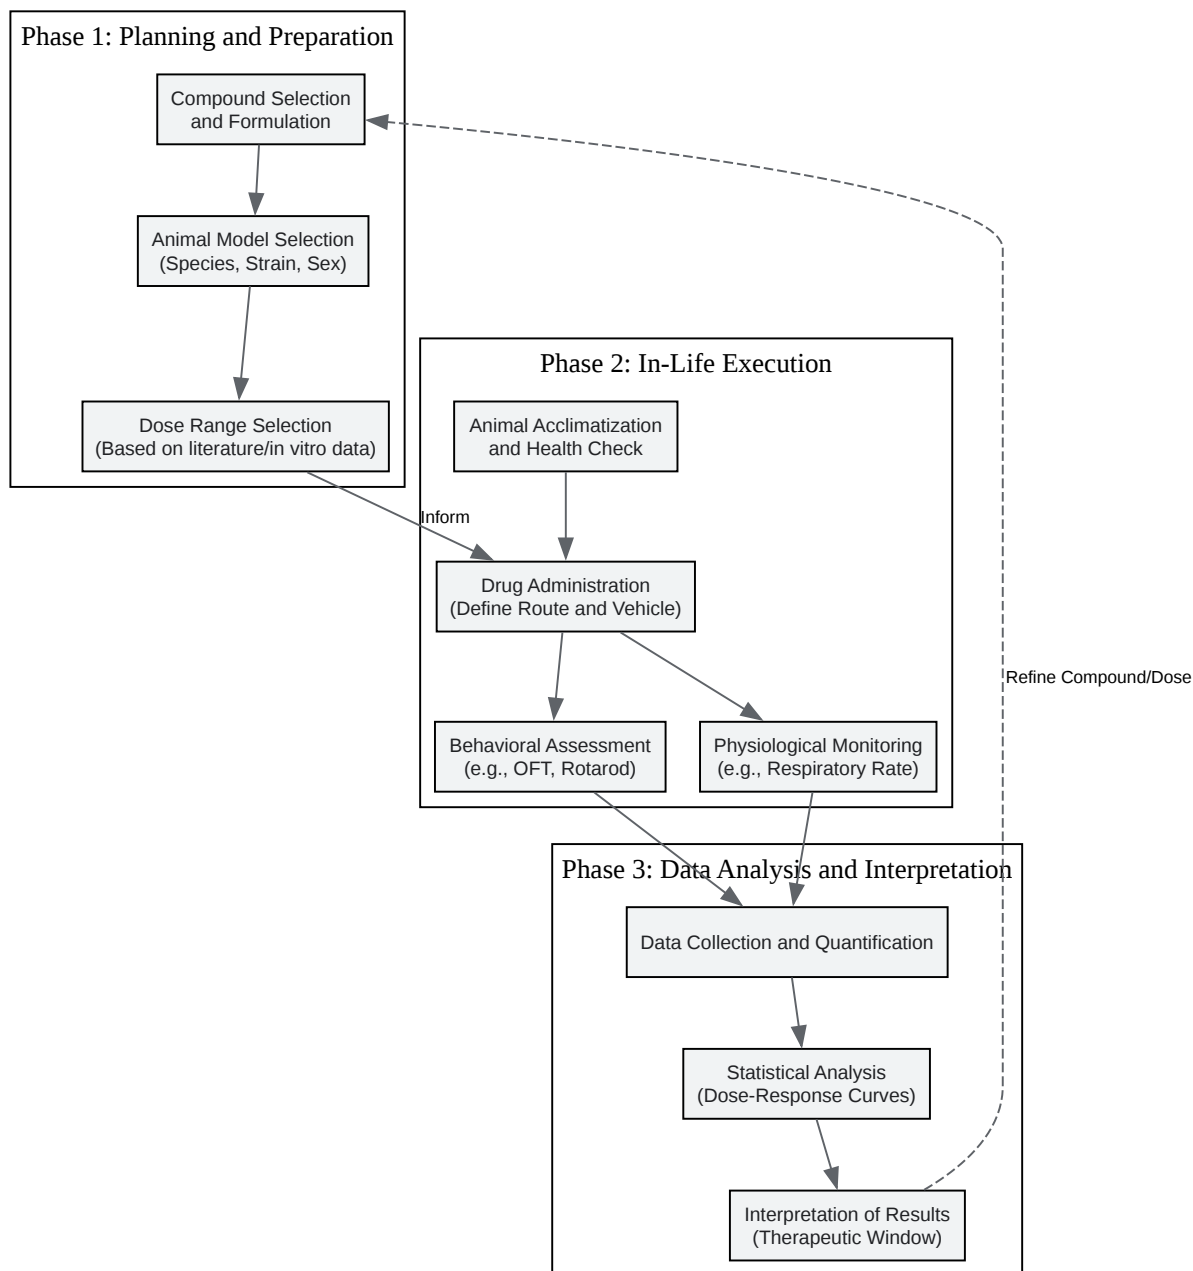 Phase 1: Planning and Preparation
Compound Selection
and Formulation
Animal Model Selection
(Species, Strain, Sex)
Dose Range Selection
(Based on literature/in vitro data)
Inform
Phase 2: In-Life Execution
Animal Acclimatization
and Health Check
Drug Administration
(Define Route and Vehicle)
Behavioral Assessment
(e.g., OFT, Rotarod)
Physiological Monitoring
(e.g., Respiratory Rate)
Refine Compound/Dose
Phase 3: Data Analysis and Interpretation
Data Collection and Quantification
Statistical Analysis
(Dose-Response Curves)
Interpretation of Results
(Therapeutic Window)